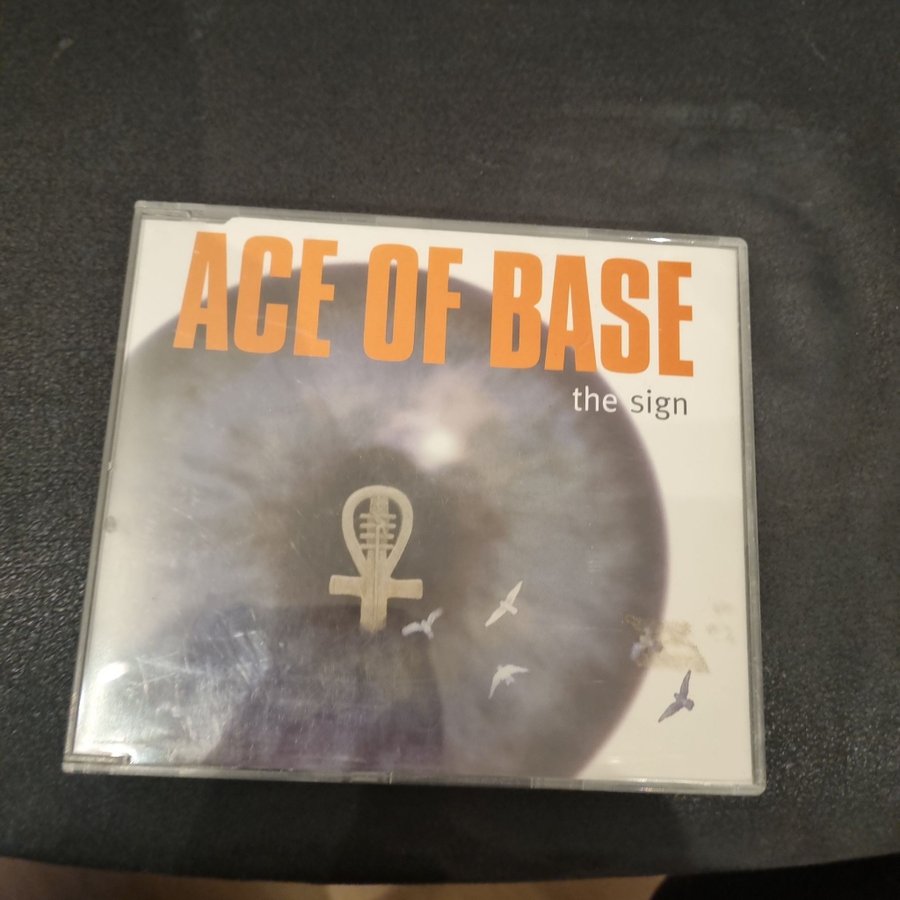 ACE OF BASE
the sign